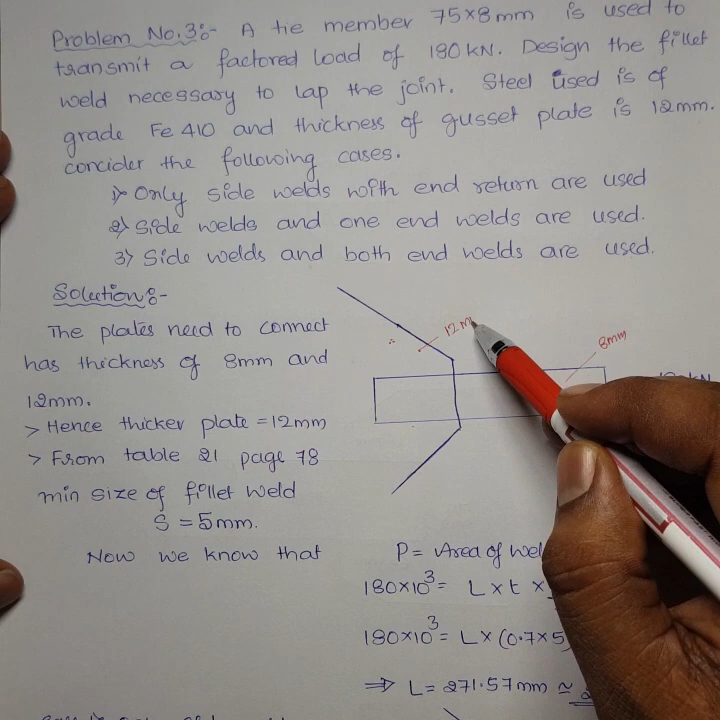 Problem No.3:- A tie member 75×8mm is used to
transmit a factored load of 180 kN. Design the fillet
weld necessary to lap the joint. Steel used is of
grade Fe 410 and thickness of gusset plate is 12mm.
concider the following cases.
1> Only side welds with end return are used
2> Side welds and one end welds are used.
3> Side welds and both end welds are used.
Solution:-
The plates need to connect
has thickness of 8mm and
12mm.
> Hence thicker plate = 12mm
> From table 21 page 78
min size of fillet weld
S = 5mm.
Now we know that
12m
8mm
P = Area of wel
180×10³ = L × t ×
180×10³ = L × (0.7×5)
⇒ L = 271.57mm ≈